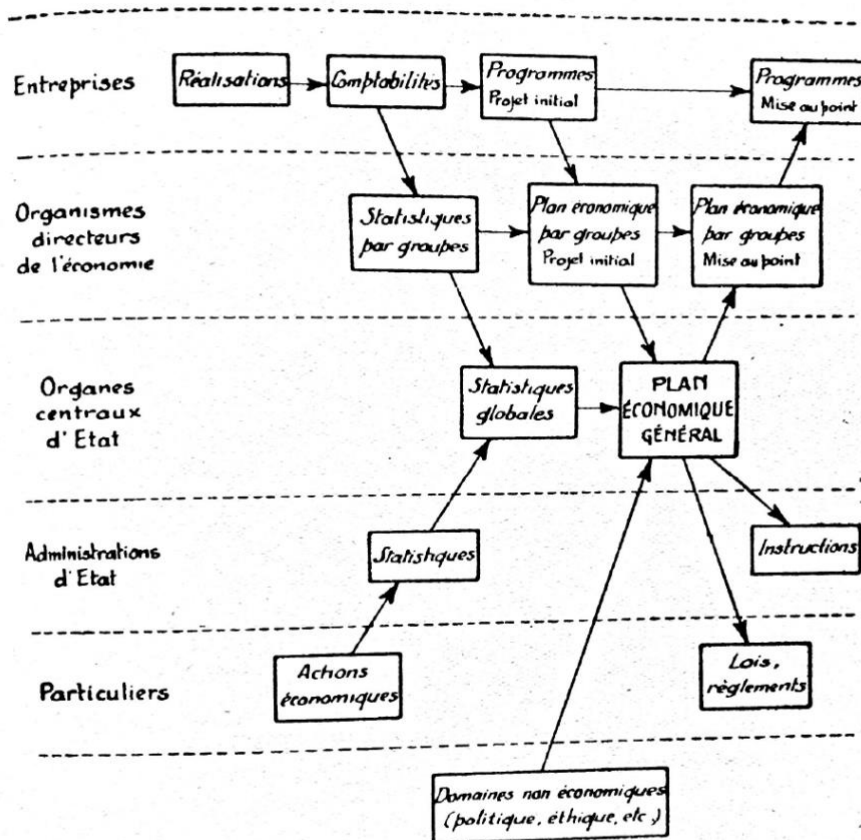 Entreprises
Réalisations
Comptabilités
Programmes
Projet initial
Programmes
Mise au point
Organismes
directeurs
de l'économie
Statistiques
par groupes
Plan économique
par groupes
Projet initial
Plan économique
par groupes
Mise au point
Organes
centraux
d'Etat
Statistiques
globales
PLAN
ÉCONOMIQUE
GÉNÉRAL
Administrations
d'Etat
Statistiques
Instructions
Particuliers
Actions
économiques
Lois,
règlements
Domaines non économiques
(politique, éthique, etc,)